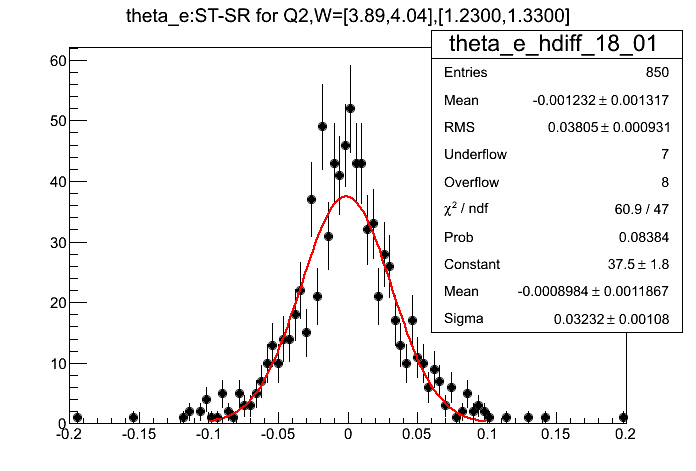 theta_e:ST-SR for Q2,W=[3.89,4.04],[1.2300,1.3300]
theta_e_hdiff_18_01
Entries 850
Mean -0.001232 ± 0.001317
RMS 0.03805 ± 0.000931
Underflow 7
Overflow 8
χ² / ndf 60.9 / 47
Prob 0.08384
Constant 37.5 ± 1.8
Mean -0.0008984 ± 0.0011867
Sigma 0.03232 ± 0.00108
60
50
40
30
20
10
0
-0.2 -0.15 -0.1 -0.05 0 0.05 0.1 0.15 0.2